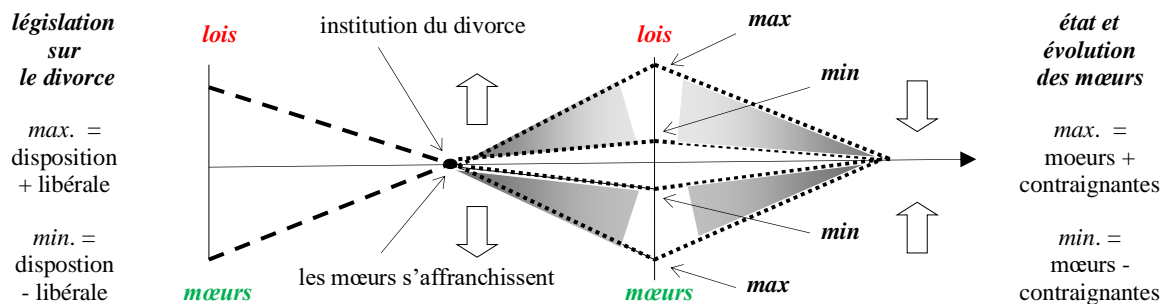 législation
sur
le divorce
max. =
disposition
+ libérale
min. =
dispostion
- libérale
lois
mœurs
institution du divorce
les mœurs s’affranchissent
lois
mœurs
max
min
min
max
état et
évolution
des mœurs
max. =
moeurs +
contraignantes
min. =
mœurs -
contraignantes